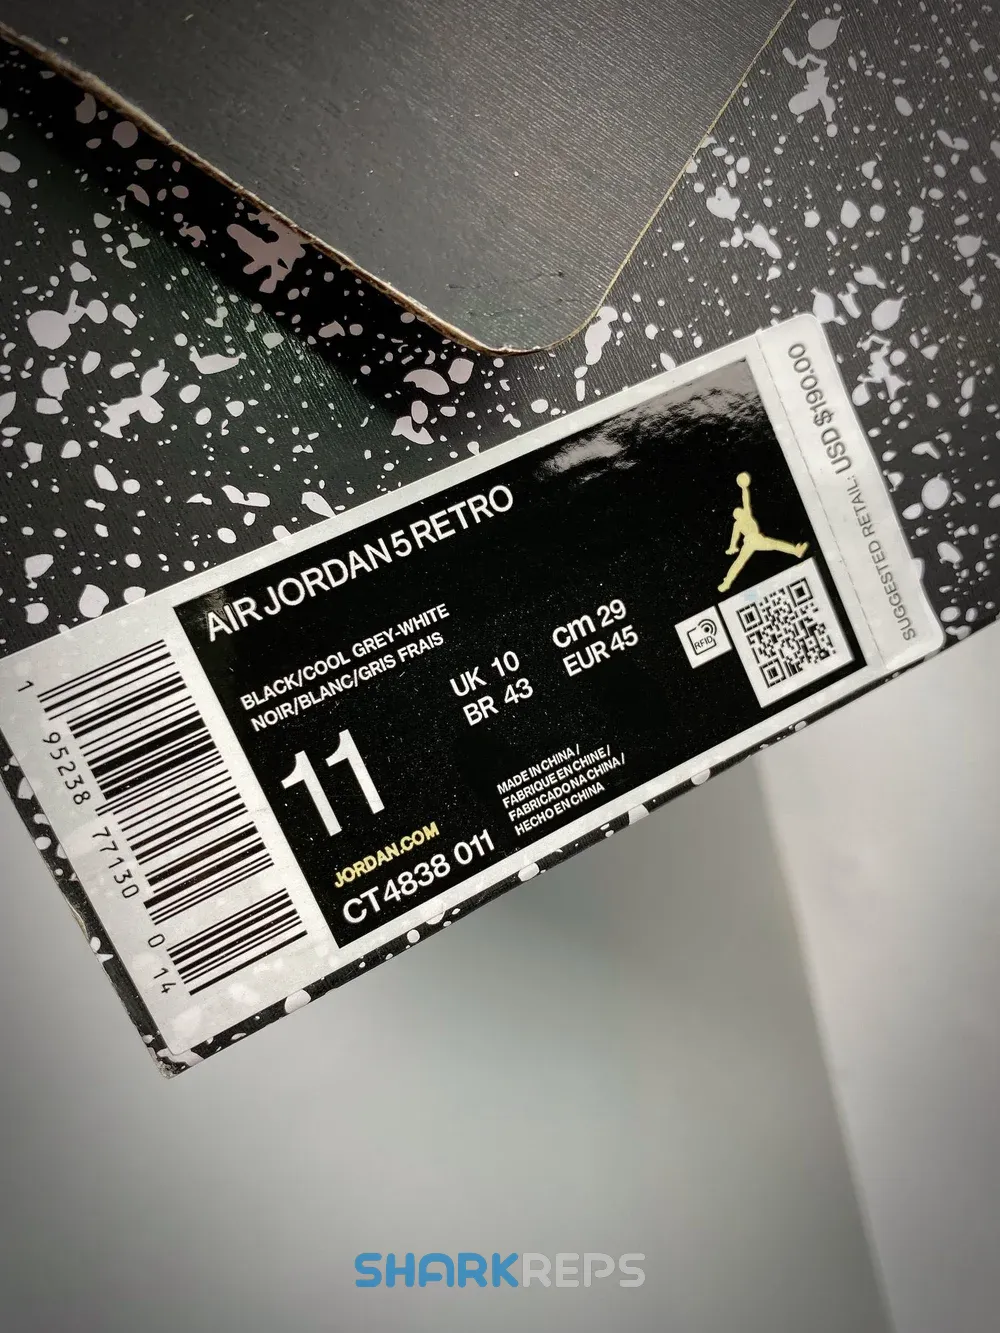 AIR JORDAN 5 RETRO
BLACK/COOL GREY-WHITE
NOIR/BLANC/GRIS FRAIS
11
UK 10
BR 43
cm 29
EUR 45
MADE IN CHINA/
FABRIQUE EN CHINE/
FABRICADO NA CHINA/
HECHO EN CHINA
JORDAN.COM
CT4838 011
RFID
SUGGESTED RETAIL: USD $190.00
1 95238 77130 0 14
SHARKREPS